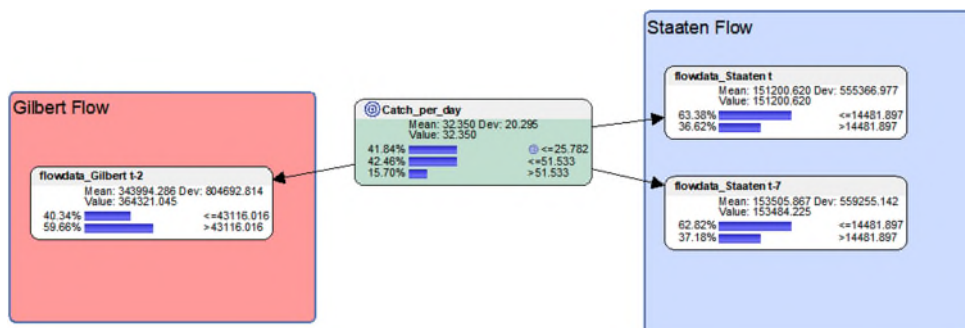 Staaten Flow
flowdata_Staaten t
Mean: 151200.620 Dev: 555366.977
Value: 151200.620
63.38% <=14481.897
36.62% >14481.897
Gilbert Flow
Catch_per_day
Mean: 32.350 Dev: 20.295
Value: 32.350
41.84% <=25.782
42.46% <=51.533
15.70% >51.533
flowdata_Gilbert t-2
Mean: 343994.286 Dev: 804692.814
Value: 364321.045
40.34% <=43116.016
59.66% >43116.016
flowdata_Staaten t-7
Mean: 153505.867 Dev: 559255.142
Value: 153484.225
62.82% <=14481.897
37.18% >14481.897